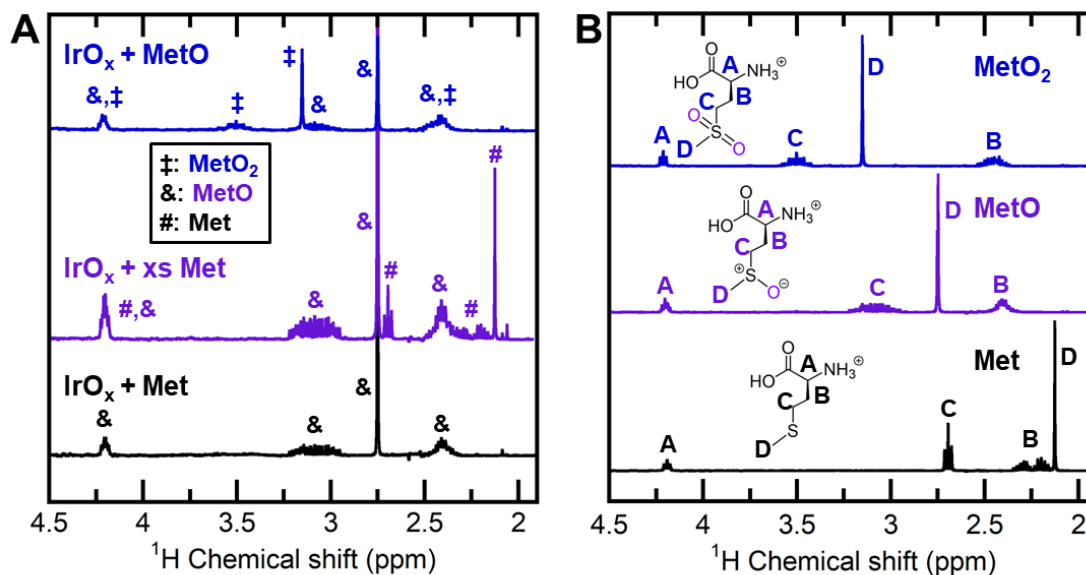 A
IrOx + MetO
‡
&
&,‡
‡
&
&,‡
‡: MetO2
&: MetO
#: Met
#
&
#
IrOx + xs Met
#,&
&
&
#
IrOx + Met
&
&
&
&
4.5 4 3.5 3 2.5 2
1H Chemical shift (ppm)
B
O
HO
A
NH3+
B
C
O
S
O
D
MetO2
A
C
D
B
O
HO
A
NH3+
B
C
S+
D
O−
MetO
A
C
D
B
O
HO
A
NH3+
B
C
S
D
Met
A
C
B
D
4.5 4 3.5 3 2.5 2
1H Chemical shift (ppm)